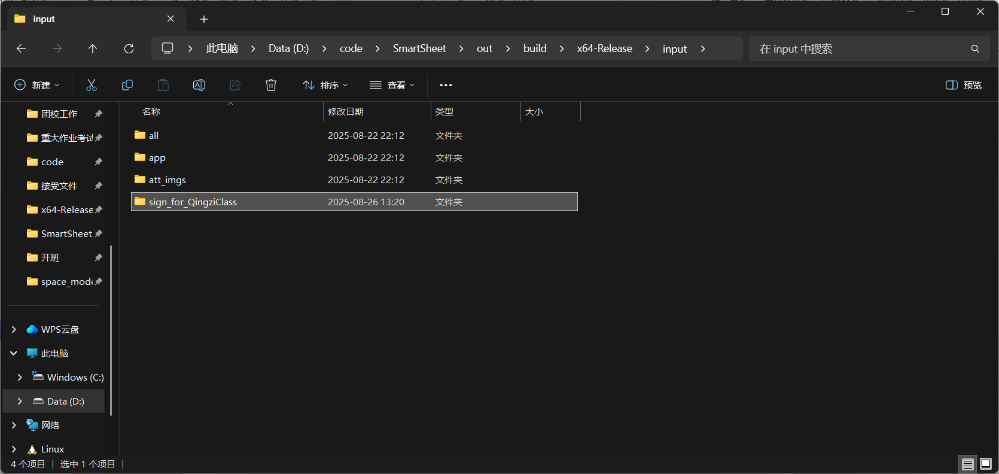 input
此电脑 Data (D:) code SmartSheet out build x64-Release input
在 input 中搜索
新建 排序 查看 预览
团校工作
重大作业考试
code
接受文件
x64-Release
SmartSheet
开班
space_mode
WPS云盘
此电脑
Windows (C:)
Data (D:)
网络
Linux
名称 修改日期 类型 大小
all 2025-08-22 22:12 文件夹
app 2025-08-22 22:12 文件夹
att_imgs 2025-08-22 22:12 文件夹
sign_for_QingziClass 2025-08-26 13:20 文件夹
4 个项目 选中 1 个项目